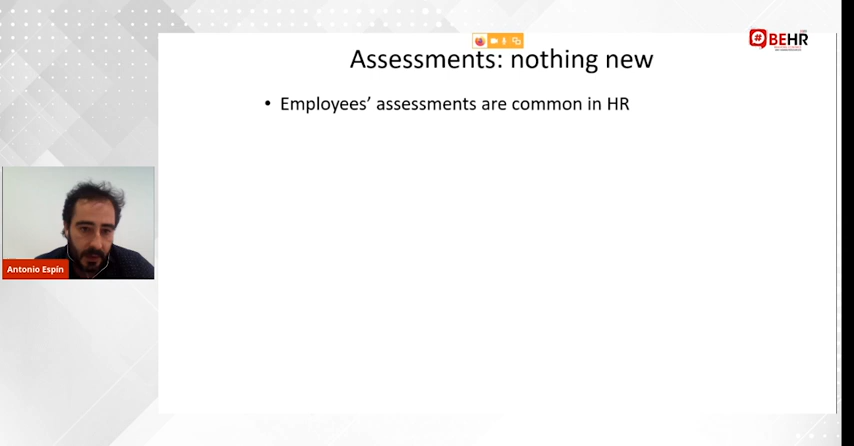 #BEHR
Assessments: nothing new
• Employees’ assessments are common in HR
Antonio Espín